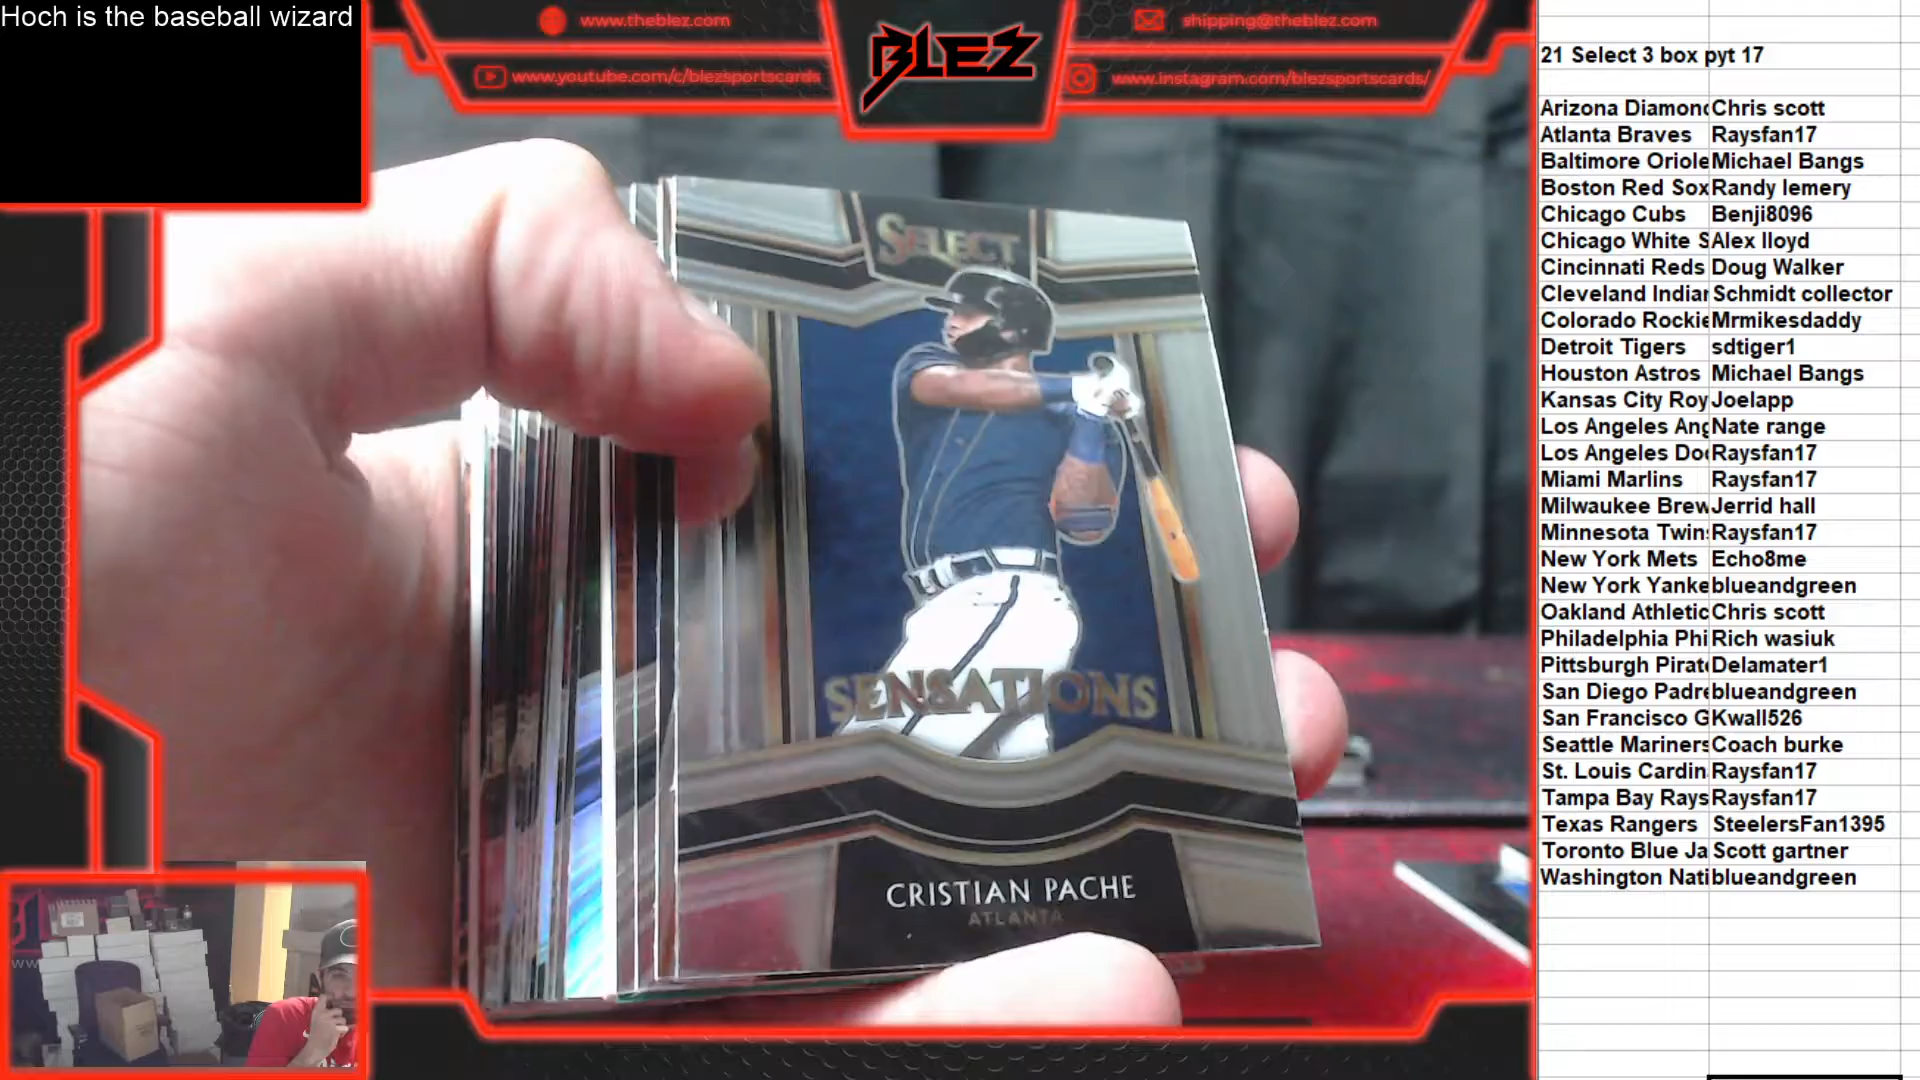 Hoch is the baseball wizard
www.theblez.com
shipping@theblez.com
BLEZ
www.youtube.com/c/blezsportscards
www.instagram.com/blezsportscards/
SELECT
SENSATIONS
CRISTIAN PACHE
ATLANTA
21 Select 3 box pyt 17
Arizona Diamond Chris scott
Atlanta Braves Raysfan17
Baltimore Oriole Michael Bangs
Boston Red Sox Randy lemery
Chicago Cubs Benji8096
Chicago White S Alex lloyd
Cincinnati Reds Doug Walker
Cleveland Indian Schmidt collector
Colorado Rockie Mrmikesdaddy
Detroit Tigers sdtiger1
Houston Astros Michael Bangs
Kansas City Roy Joelapp
Los Angeles Ang Nate range
Los Angeles Dod Raysfan17
Miami Marlins Raysfan17
Milwaukee Brew Jerrid hall
Minnesota Twins Raysfan17
New York Mets Echo8me
New York Yanke blueandgreen
Oakland Athletic Chris scott
Philadelphia Phi Rich wasiuk
Pittsburgh Pirate Delamater1
San Diego Padre blueandgreen
San Francisco G Kwall526
Seattle Mariners Coach burke
St. Louis Cardin Raysfan17
Tampa Bay Rays Raysfan17
Texas Rangers SteelersFan1395
Toronto Blue Ja Scott gartner
Washington Nati blueandgreen